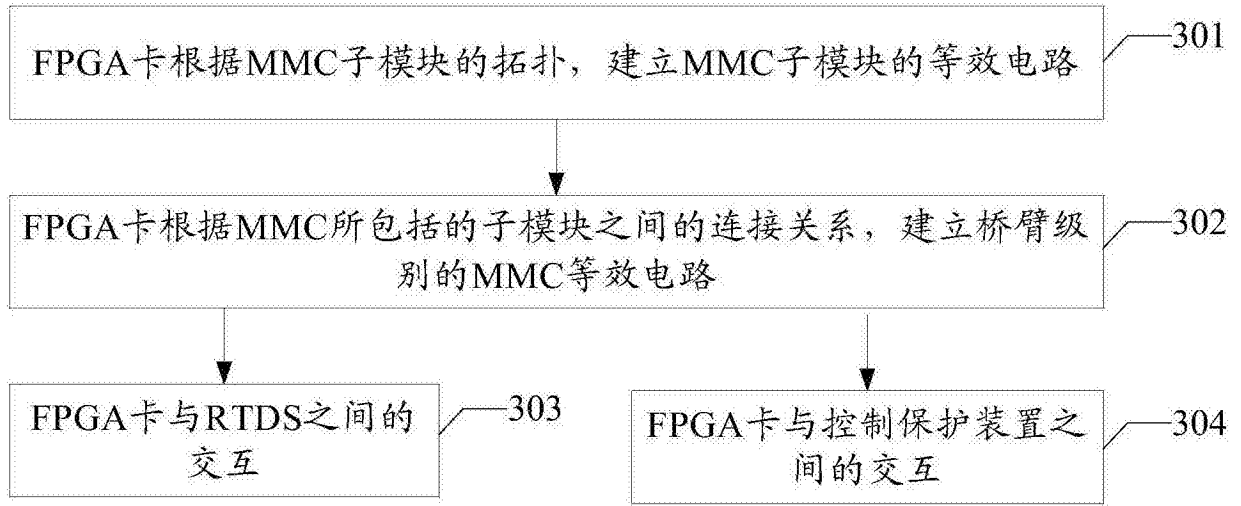 FPGA卡根据MMC子模块的拓扑，建立MMC子模块的等效电路
301
FPGA卡根据MMC所包括的子模块之间的连接关系，建立桥臂级
别的MMC等效电路
302
FPGA卡与RTDS之间的
交互
303
FPGA卡与控制保护装置之
间的交互
304